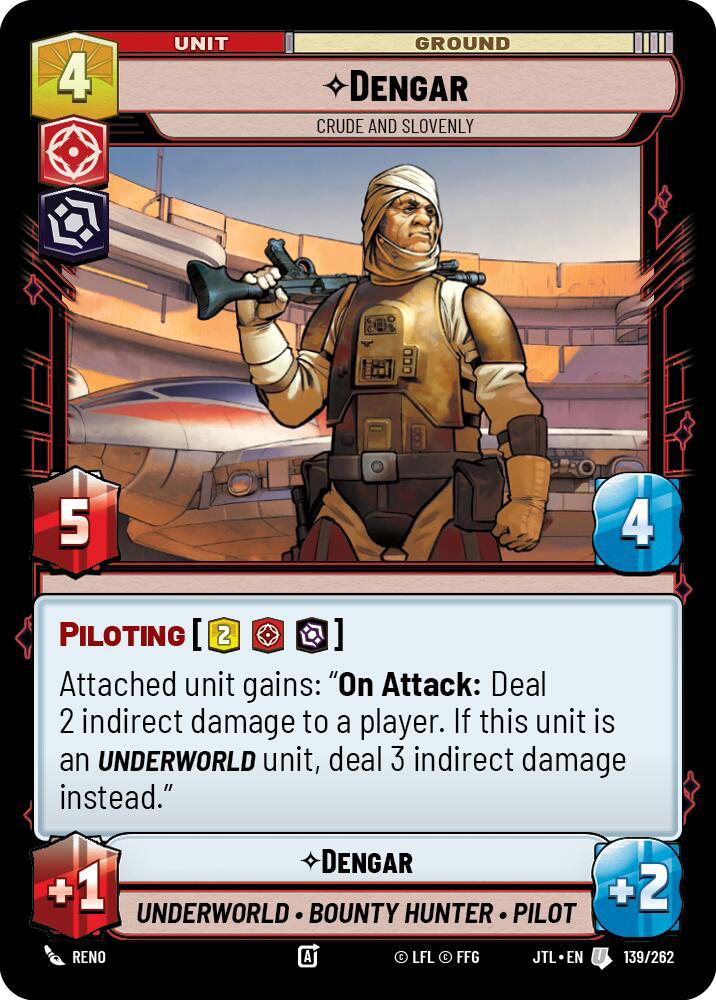 UNIT
GROUND
4
✧DENGAR
CRUDE AND SLOVENLY
5
4
PILOTING [2]
Attached unit gains: “On Attack: Deal
2 indirect damage to a player. If this unit is
an UNDERWORLD unit, deal 3 indirect damage
instead.”
✧DENGAR
+1
+2
UNDERWORLD • BOUNTY HUNTER • PILOT
RENO
A
© LFL © FFG
JTL • EN
U
139/262